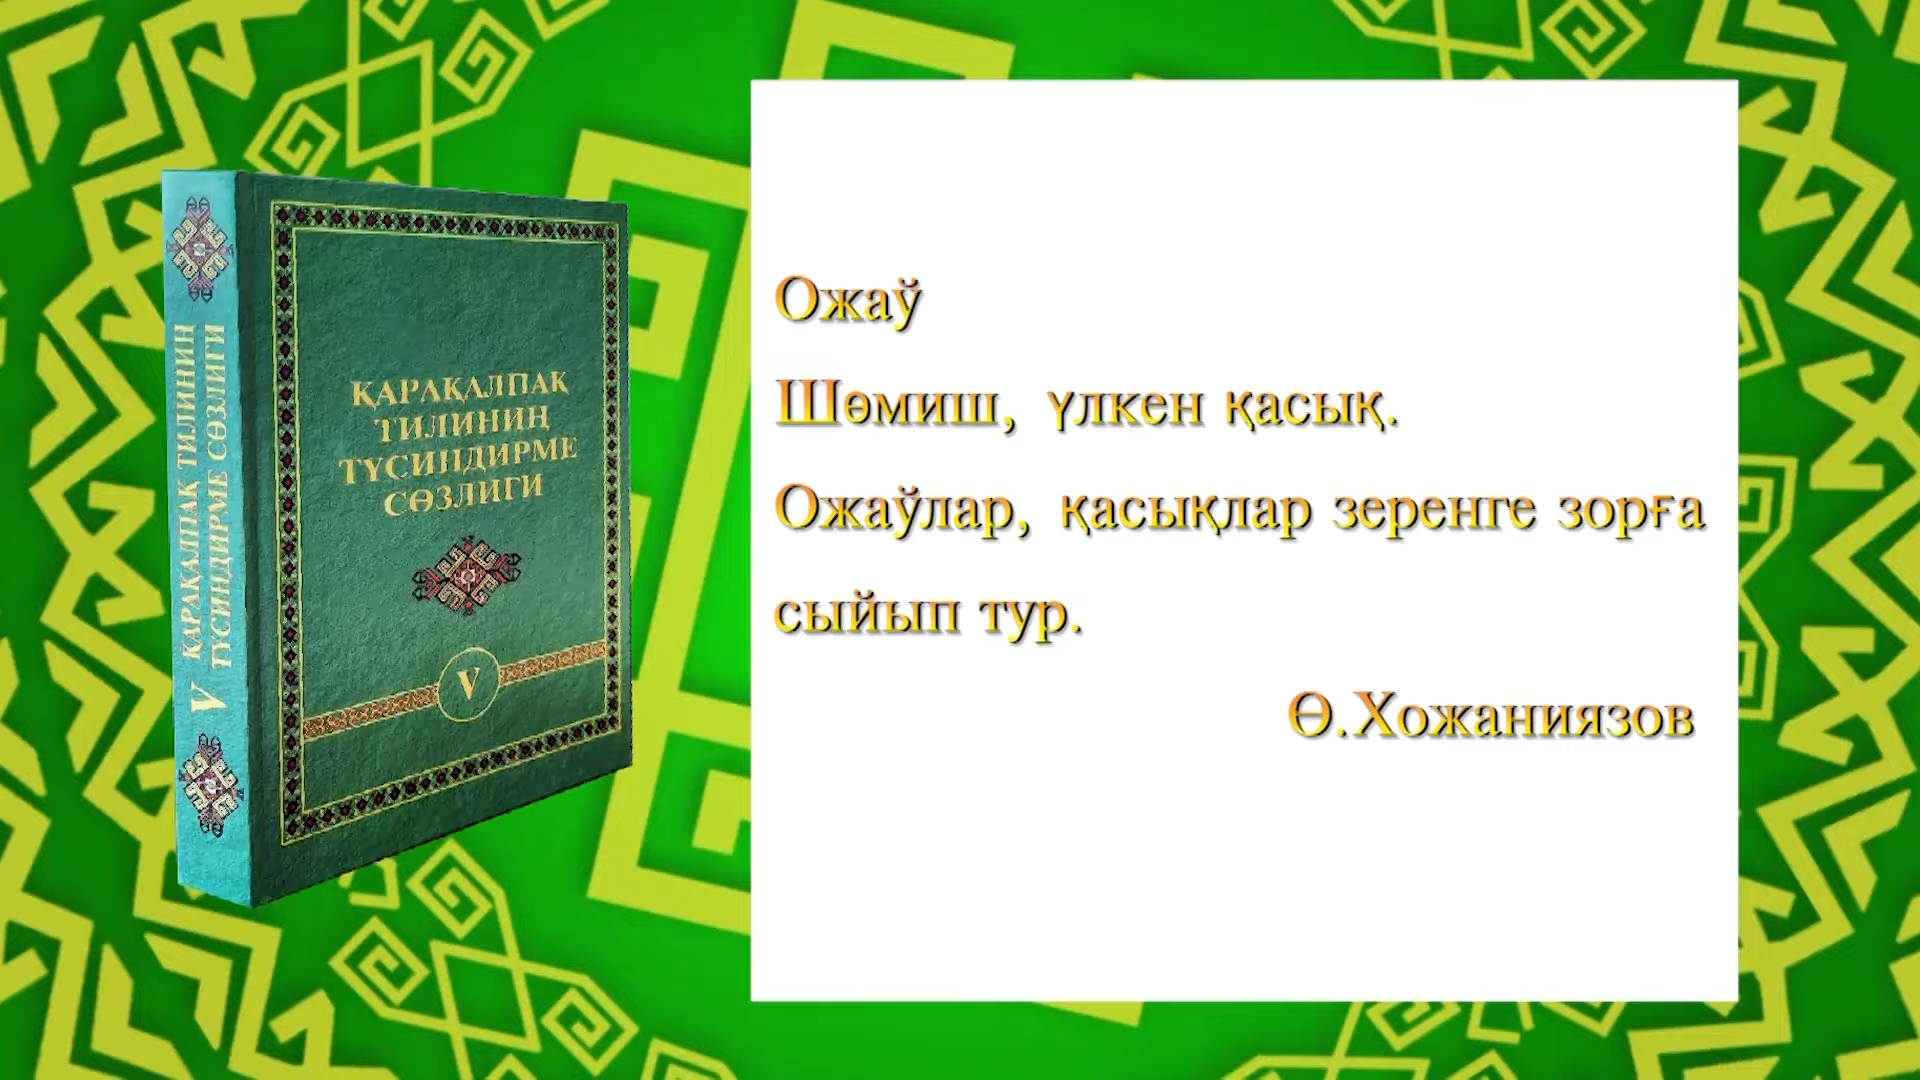 ҚАРАҚАЛПАҚ ТИЛИНИҢ
ТҮСИНДИРМЕ СӨЗЛИГИ
V
ҚАРАҚАЛПАҚ
ТИЛИНИҢ
ТҮСИНДИРМЕ
СӨЗЛИГИ
V
Ожаў
Шөмиш, үлкен қасық.
Ожаўлар, қасықлар зеренге зорға
сыйып тур.
Ө.Хожаниязов